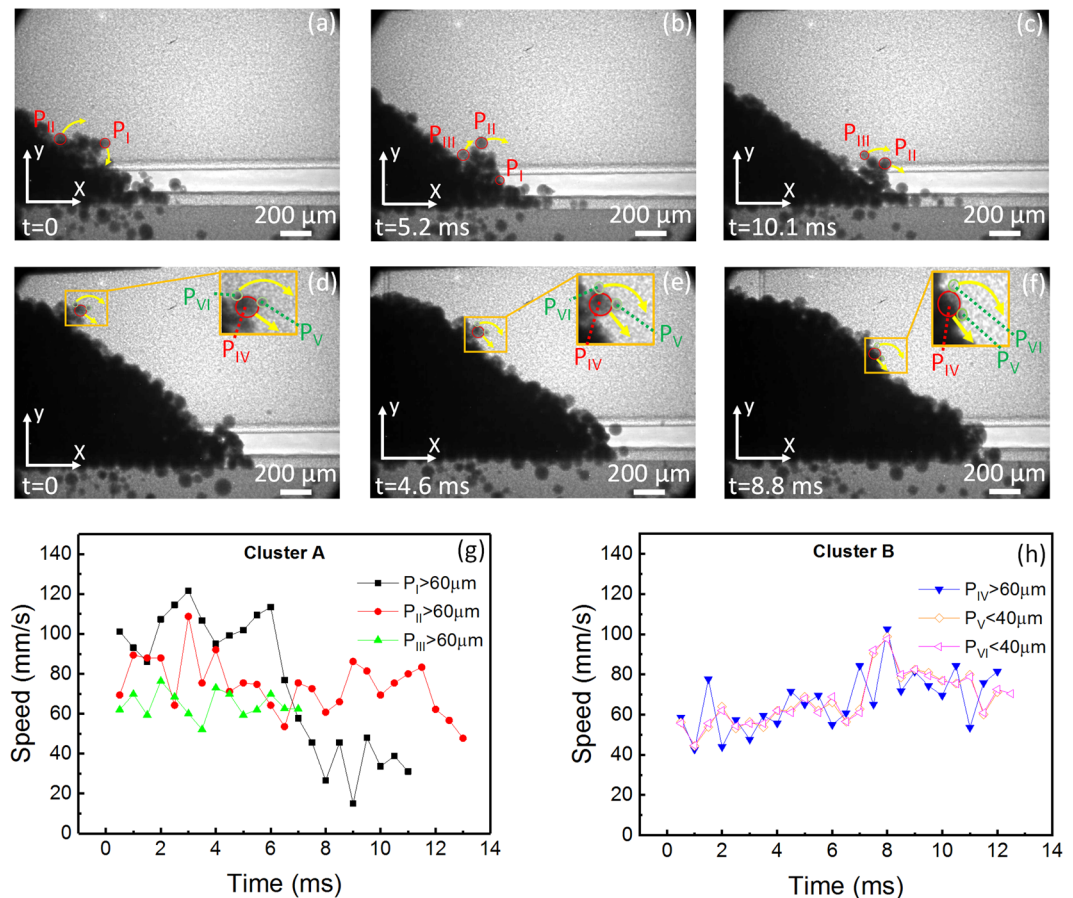 (a)
P_II
P_I
y
X
t=0
200 μm
(b)
P_II
P_III
P_I
y
X
t=5.2 ms
200 μm
(c)
P_III
P_II
y
X
t=10.1 ms
200 μm
(d)
P_VI
P_V
P_IV
y
X
t=0
200 μm
(e)
P_VI
P_V
P_IV
y
X
t=4.6 ms
200 μm
(f)
P_VI
P_V
P_IV
y
X
t=8.8 ms
200 μm
(g)
Cluster A
P_I>60μm
P_II>60μm
P_III>60μm
Speed (mm/s)
140
120
100
80
60
40
20
0
0 2 4 6 8 10 12 14
Time (ms)
(h)
Cluster B
P_IV>60μm
P_V<40μm
P_VI<40μm
Speed (mm/s)
140
120
100
80
60
40
20
0
0 2 4 6 8 10 12 14
Time (ms)